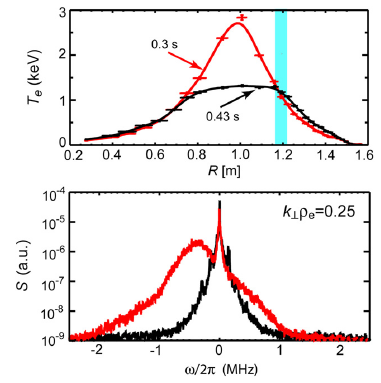 3
2
1
0
T_e (keV)
0.3 s
0.43 s
0.2 0.4 0.6 0.8 1.0 1.2 1.4 1.6
R [m]
10^-4
10^-5
10^-6
10^-7
10^-8
10^-9
S (a.u.)
k⊥ρe=0.25
-2 -1 0 1 2
ω/2π (MHz)